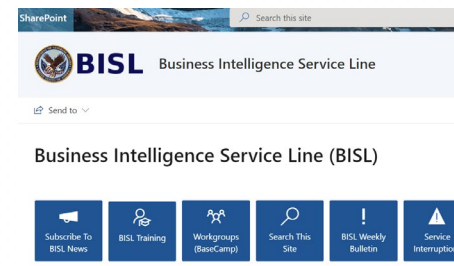 SharePoint
Search this site
BISL
Business Intelligence Service Line
Send to
Business Intelligence Service Line (BISL)
Subscribe To
BISL News
BISL Training
Workgroups
(BaseCamp)
Search This
Site
BISL Weekly
Bulletin
Service
Interruption